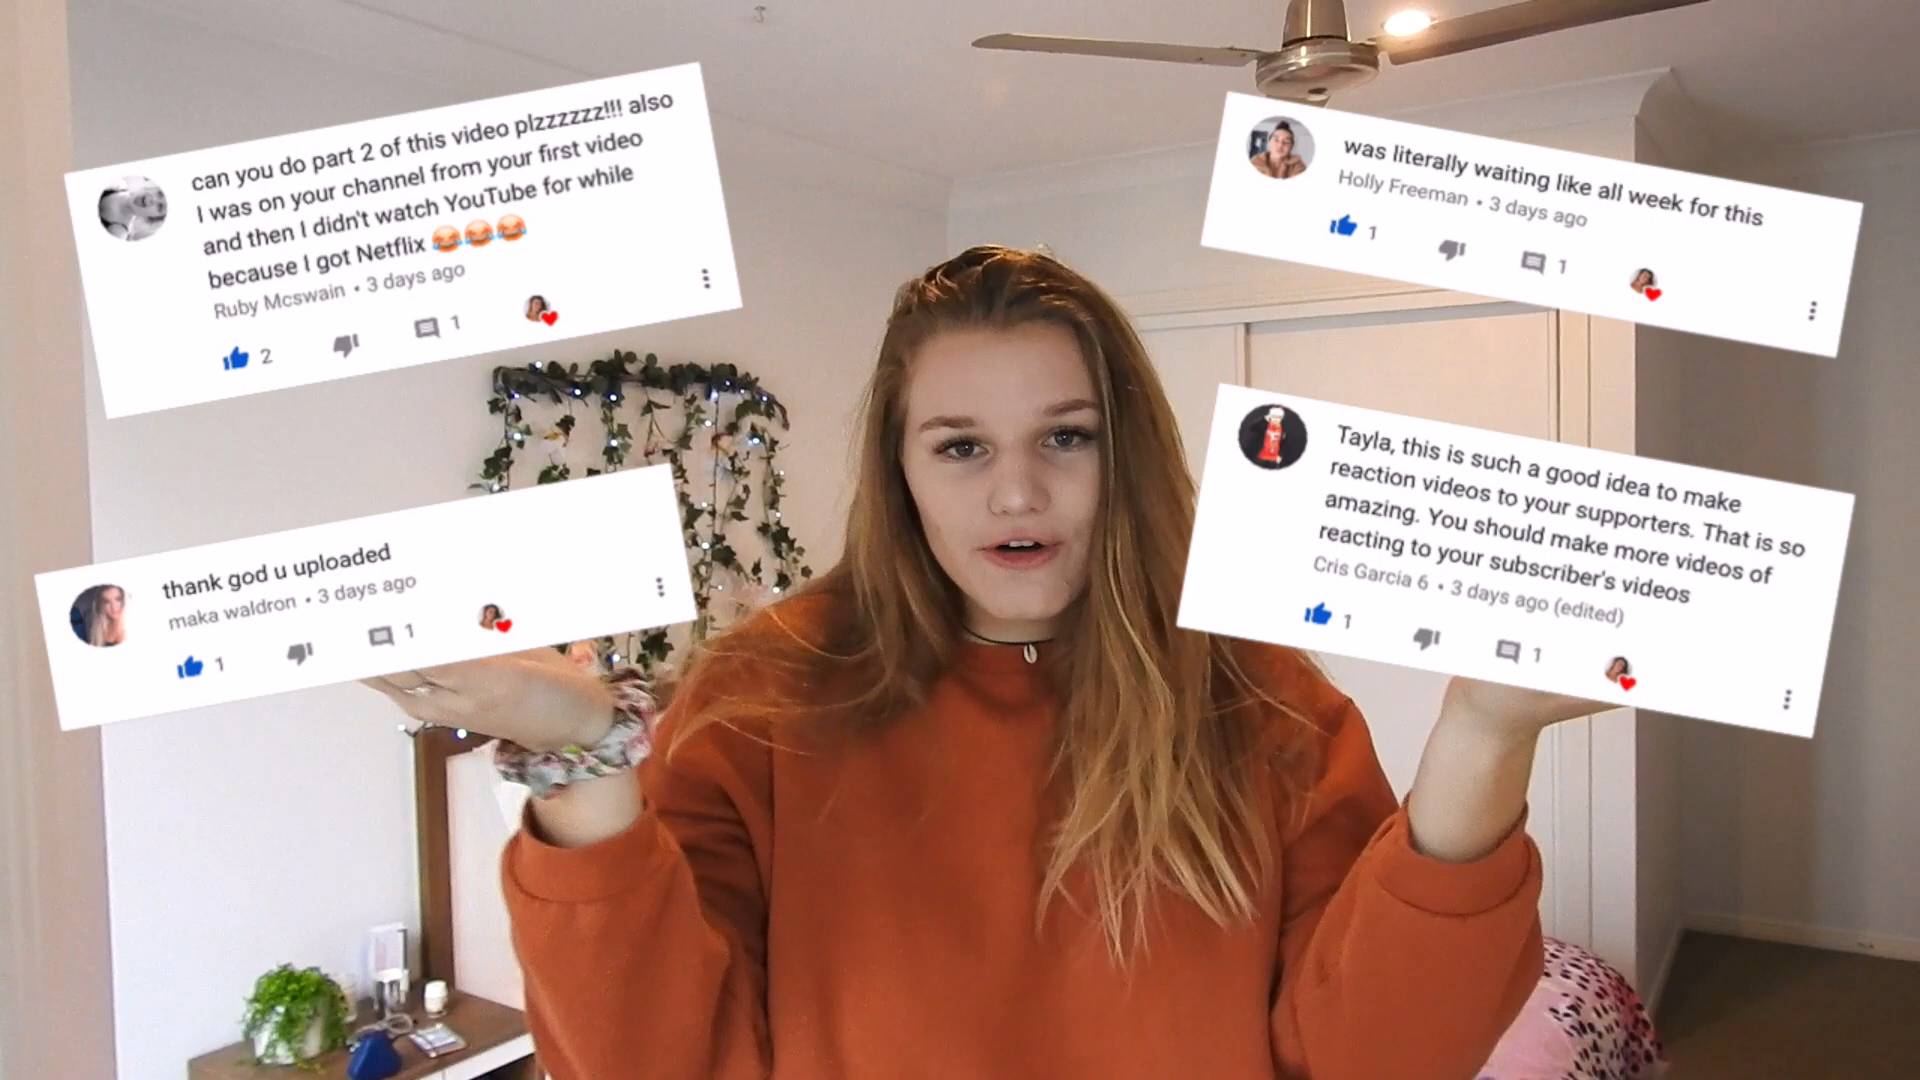 can you do part 2 of this video plzzzzzz!!! also
I was on your channel from your first video
and then I didn't watch YouTube for while
because I got Netflix 😂😂😂
Ruby Mcswain • 3 days ago
2
1
thank god u uploaded
maka waldron • 3 days ago
1
1
was literally waiting like all week for this
Holly Freeman • 3 days ago
1
1
Tayla, this is such a good idea to make
reaction videos to your supporters. That is so
amazing. You should make more videos of
reacting to your subscriber's videos
Cris Garcia 6 • 3 days ago (edited)
1
1